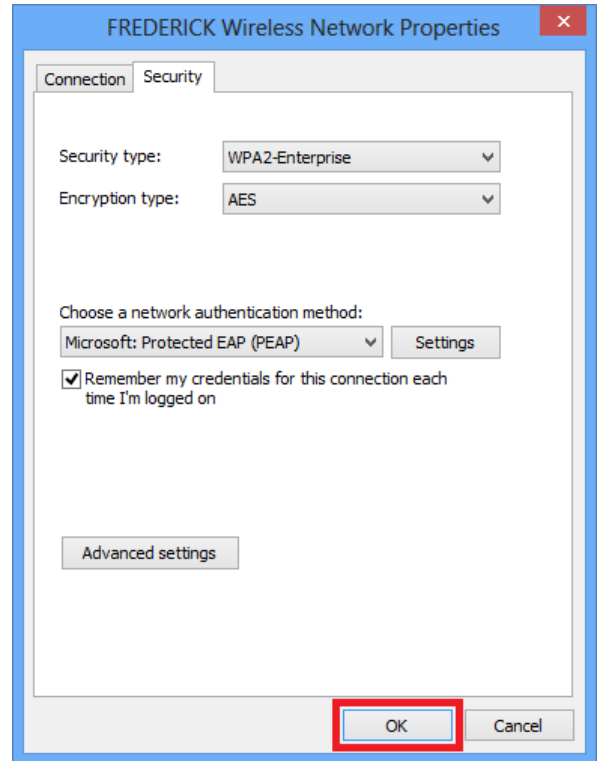 FREDERICK Wireless Network Properties
Connection Security
Security type: WPA2-Enterprise
Encryption type: AES
Choose a network authentication method:
Microsoft: Protected EAP (PEAP) Settings
Remember my credentials for this connection each
time I'm logged on
Advanced settings
OK Cancel